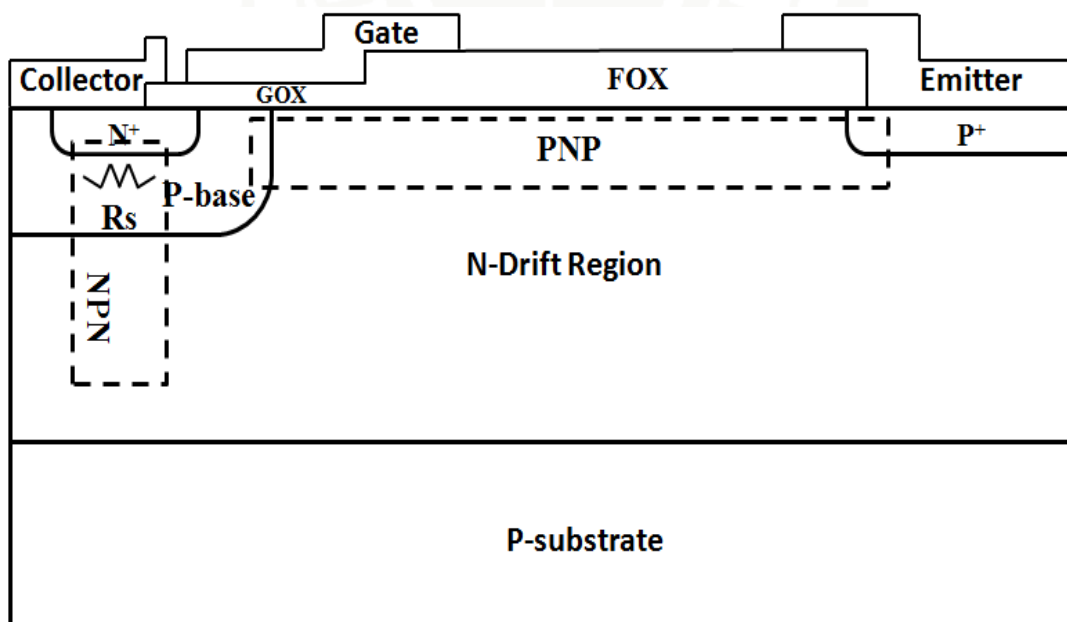 Gate
Collector
GOX
FOX
Emitter
N+
PNP
P+
P-base
Rs
NPN
N-Drift Region
P-substrate